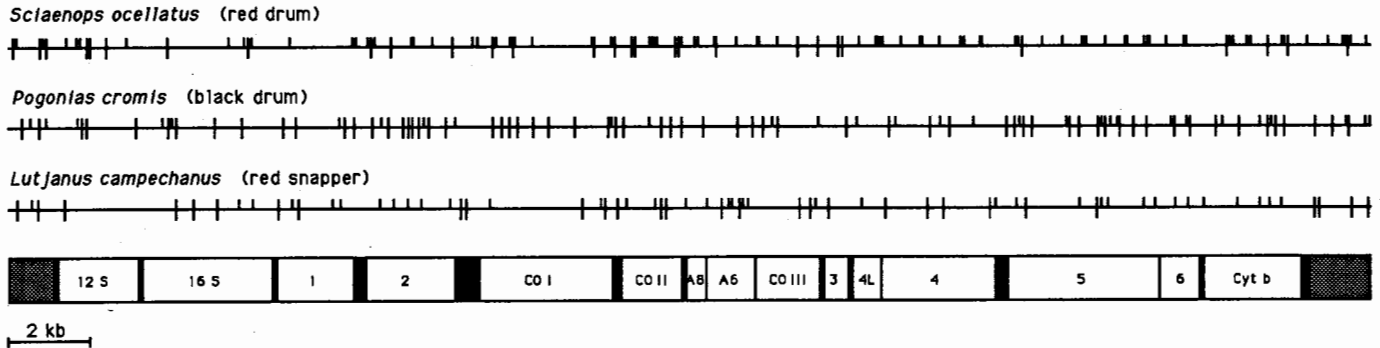 Sciaenops ocellatus (red drum)
Pogonias cromis (black drum)
Lutjanus campechanus (red snapper)
12 S 16 S 1 2 CO I CO II A8 A6 CO III 3 4L 4 5 6 Cyt b
2 kb